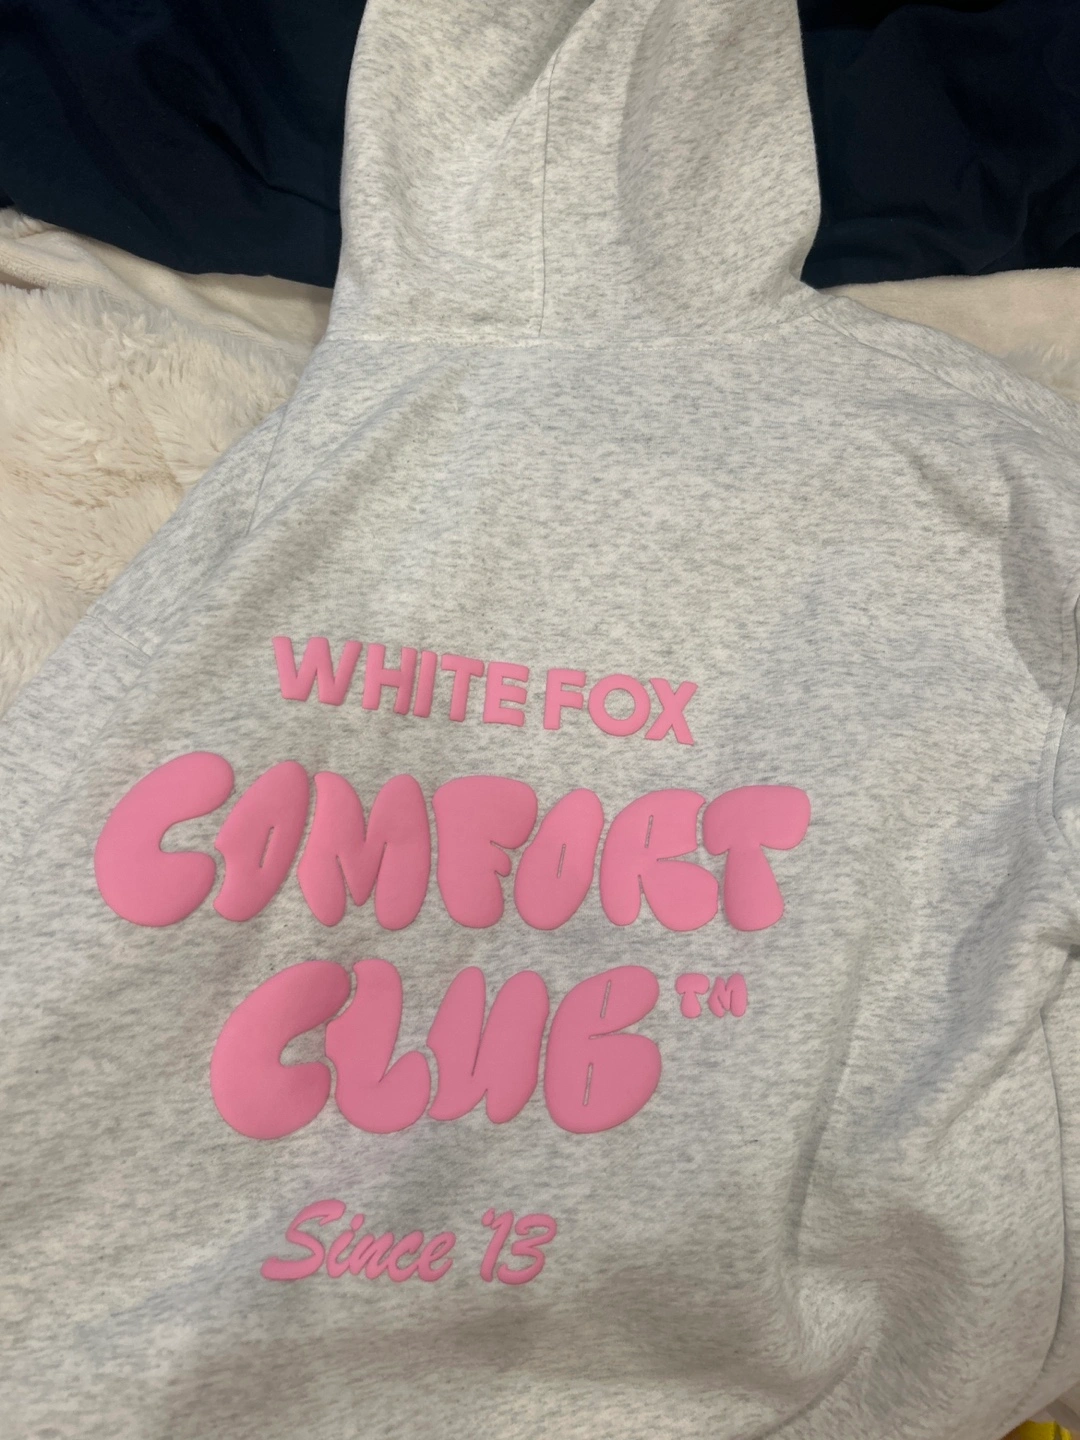 WHITE FOX
COMFORT
CLUB™
Since '13